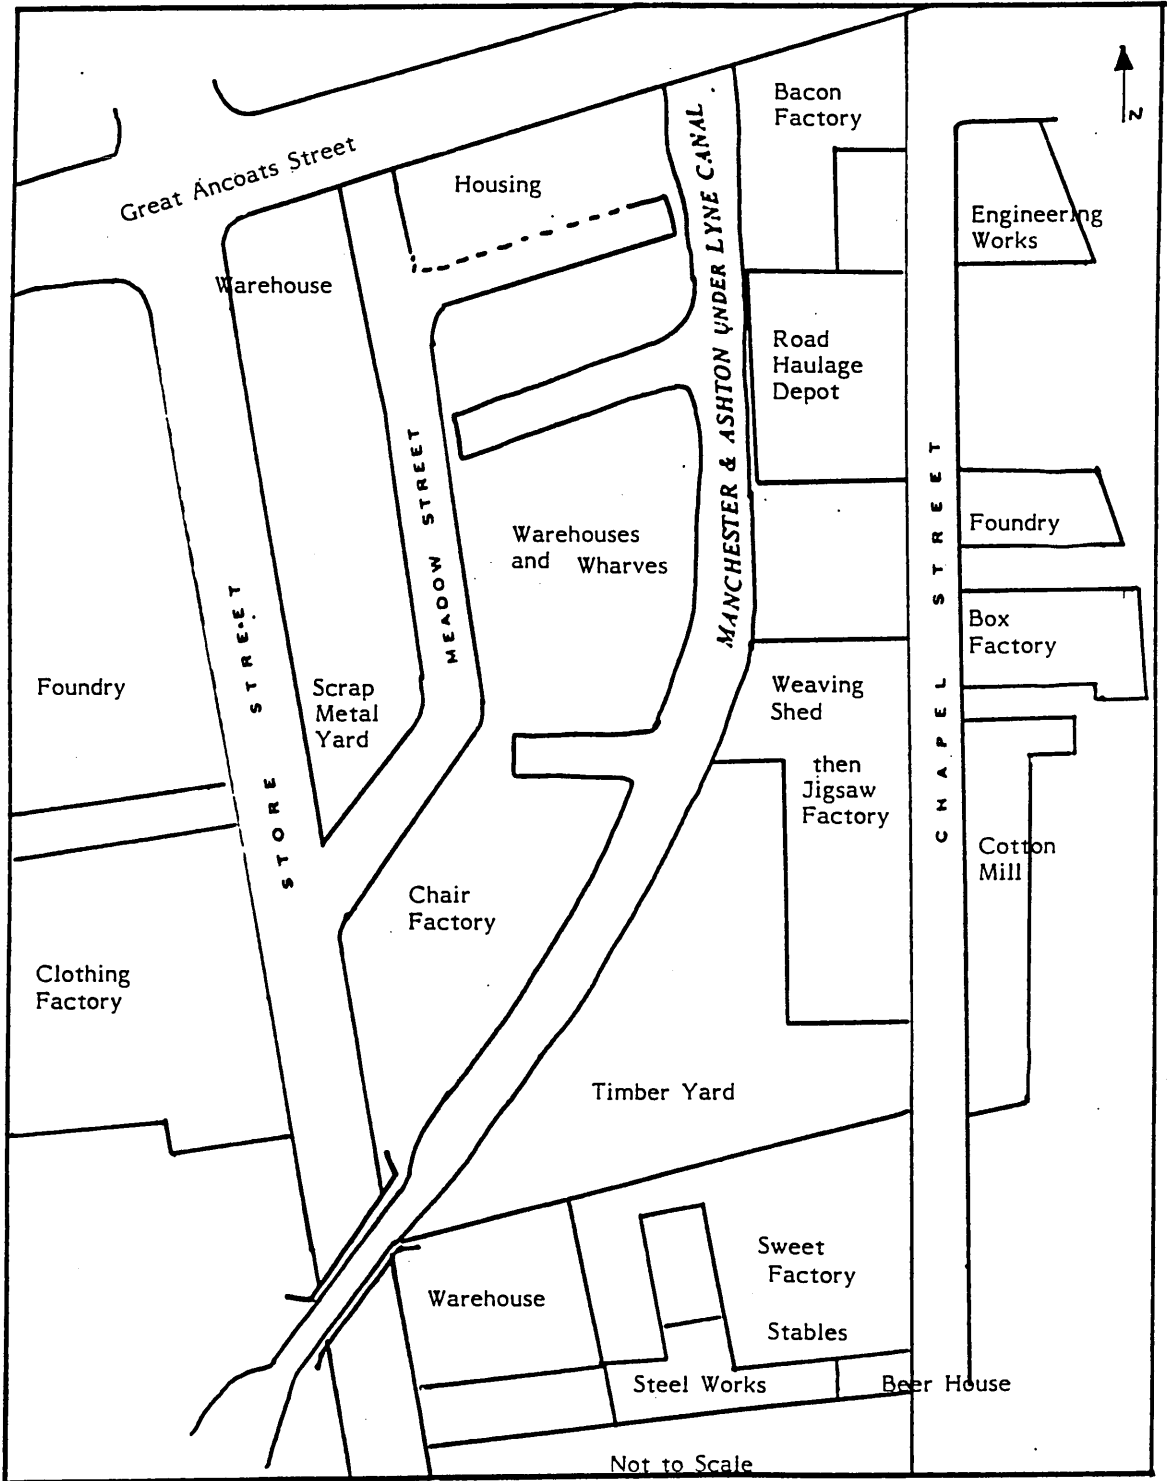 Great Ancoats Street
Bacon
Factory
N
Housing
Engineering
Works
Warehouse
MANCHESTER & ASHTON UNDER LYNE CANAL
Road
Haulage
Depot
MEADOW STREET
CHAPEL STREET
Foundry
Warehouses
and Wharves
Box
Factory
STORE STREET
Foundry
Scrap
Metal
Yard
Weaving
Shed
then
Jigsaw
Factory
Cotton
Mill
Chair
Factory
Clothing
Factory
Timber Yard
Sweet
Factory
Warehouse
Stables
Steel Works
Beer House
Not to Scale